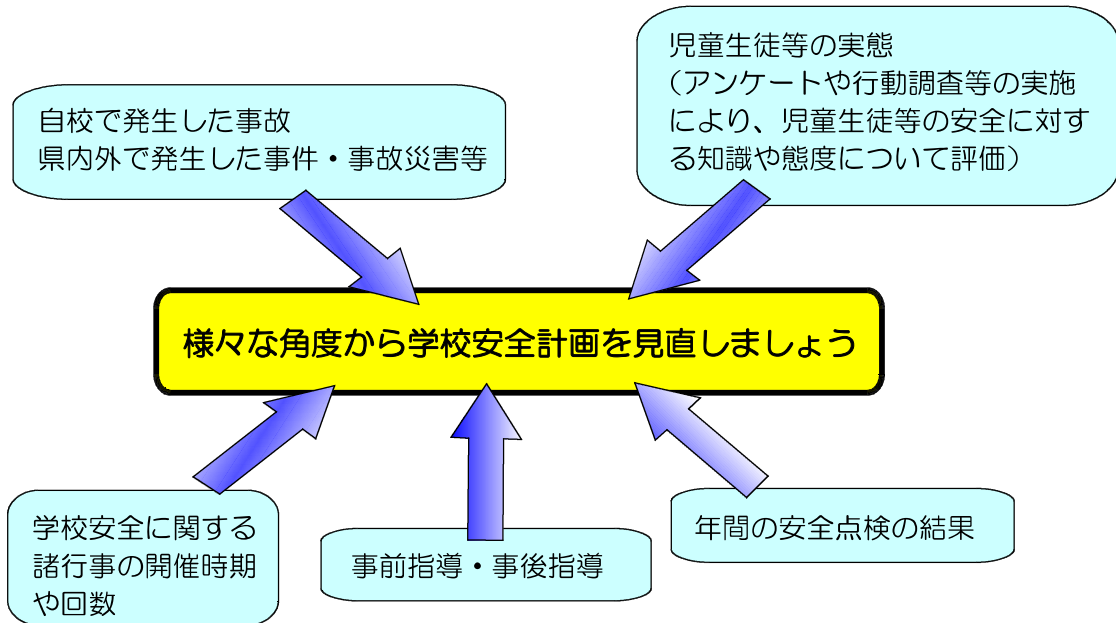 自校で発生した事故
県内外で発生した事件・事故災害等
児童生徒等の実態
（アンケートや行動調査等の実施
により、児童生徒等の安全に対す
る知識や態度について評価）
様々な角度から学校安全計画を見直しましょう
学校安全に関する
諸行事の開催時期
や回数
事前指導・事後指導
年間の安全点検の結果